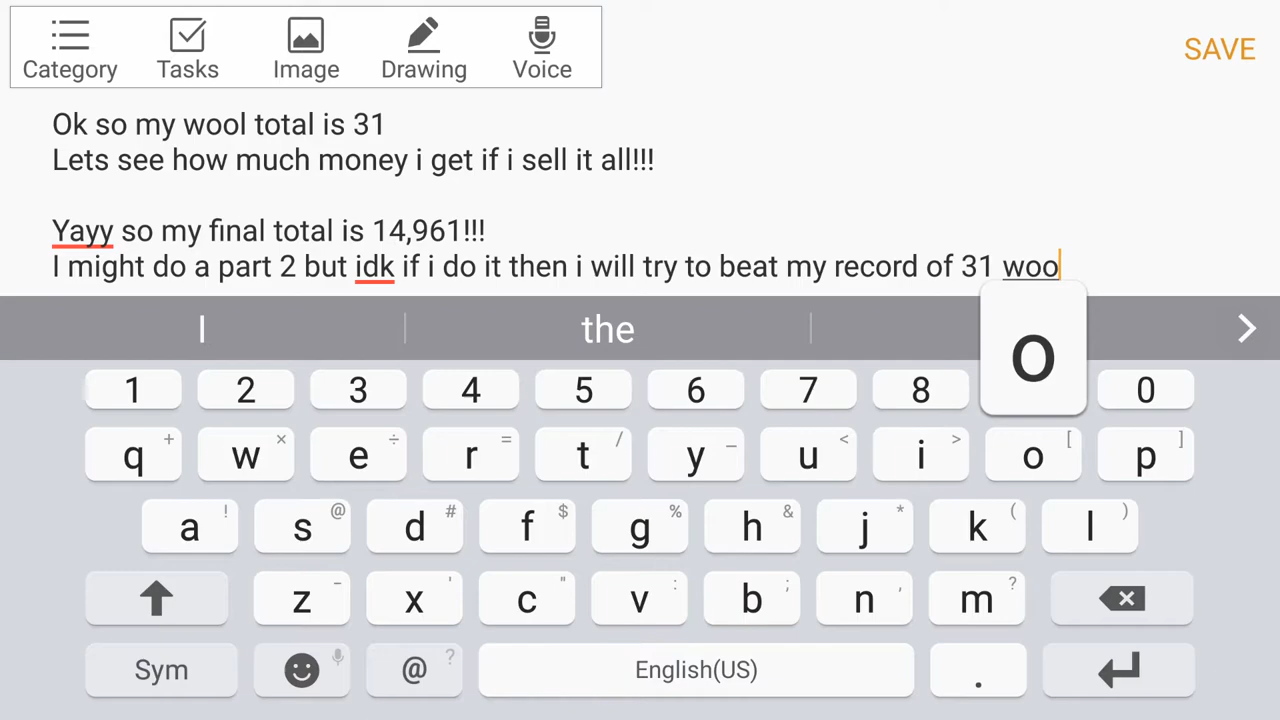 Category Tasks Image Drawing Voice SAVE
Ok so my wool total is 31
Lets see how much money i get if i sell it all!!!
Yayy so my final total is 14,961!!!
I might do a part 2 but idk if i do it then i will try to beat my record of 31 woo
I the
o
1 2 3 4 5 6 7 8 0
+ × ÷ = / _ < > [ ]
q w e r t y u i o p
! @ # $ % & * ( )
a s d f g h j k l
- ' " : ; , ?
z x c v b n m
Sym @ ? English(US) .